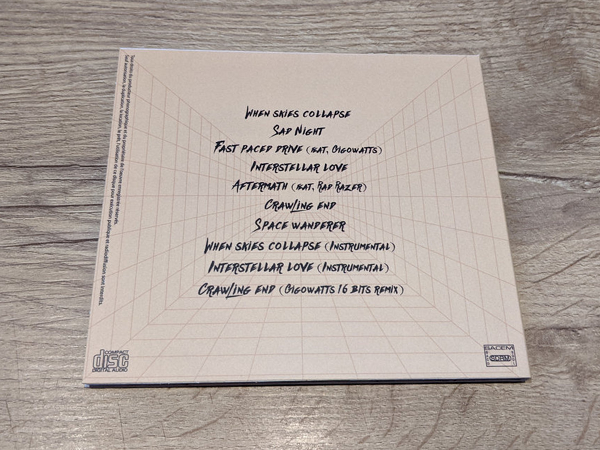 When skies collapse
Sad Night
Fast paced drive (feat. Gigowatts)
Interstellar love
Aftermath (feat. Rad Razer)
Crawling end
Space wanderer
When skies collapse (Instrumental)
Interstellar love (Instrumental)
Crawling end (Gigowatts 16 bits remix)
COMPACT
disc
DIGITAL AUDIO
SACEM
SDRM